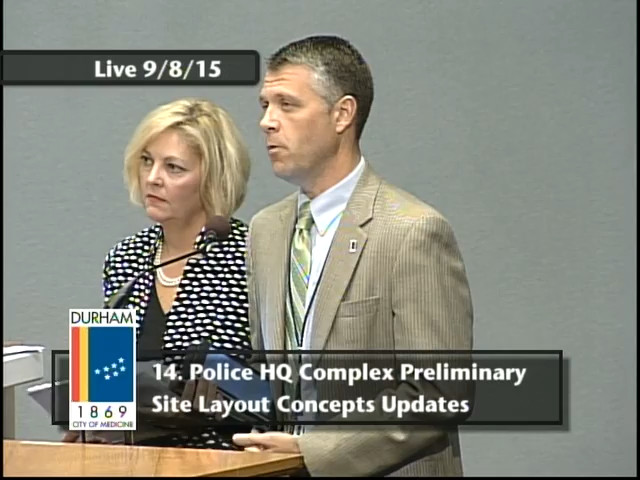 Live 9/8/15
DURHAM
1869
CITY OF MEDICINE
14. Police HQ Complex Preliminary
Site Layout Concepts Updates